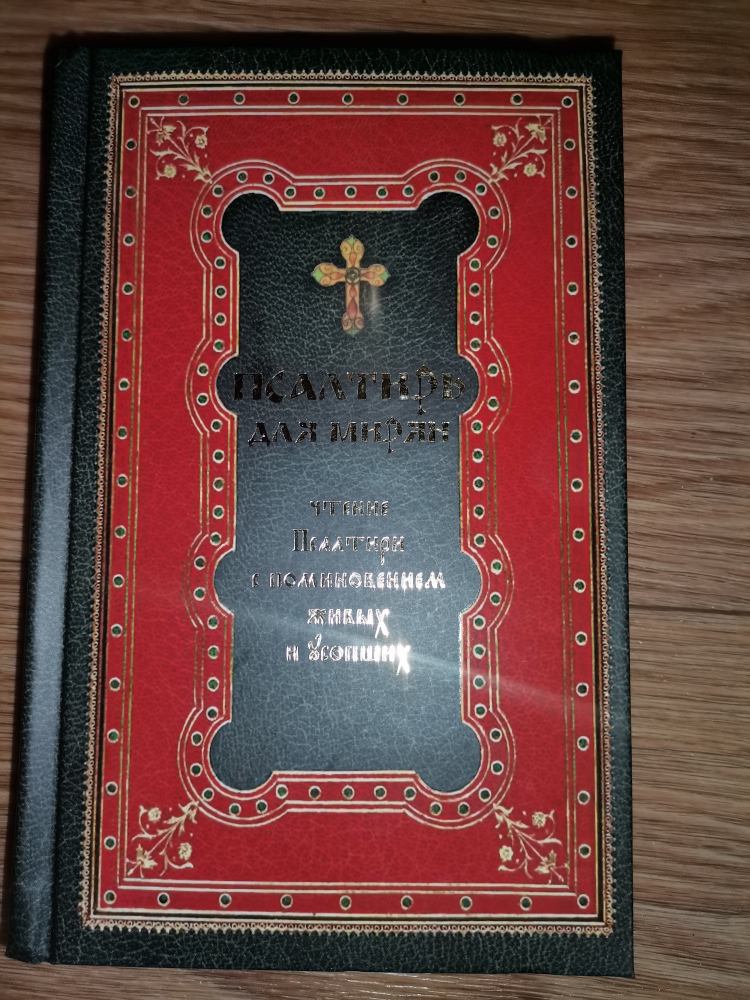 Псалтирь
для мирян
чтение
Псалтири
с поминовением
живых
и усопших